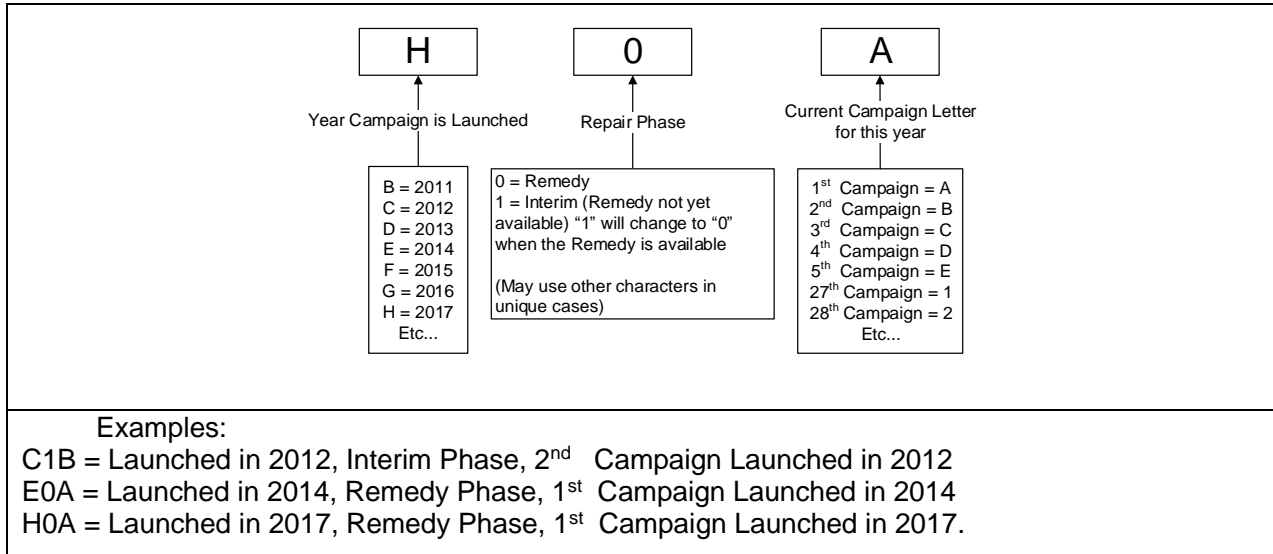 H
0
A
Year Campaign is Launched
Repair Phase
Current Campaign Letter
for this year
B = 2011
C = 2012
D = 2013
E = 2014
F = 2015
G = 2016
H = 2017
Etc...
0 = Remedy
1 = Interim (Remedy not yet
available) “1” will change to “0”
when the Remedy is available
(May use other characters in
unique cases)
1st Campaign = A
2nd Campaign = B
3rd Campaign = C
4th Campaign = D
5th Campaign = E
27th Campaign = 1
28th Campaign = 2
Etc...
Examples:
C1B = Launched in 2012, Interim Phase, 2nd Campaign Launched in 2012
E0A = Launched in 2014, Remedy Phase, 1st Campaign Launched in 2014
H0A = Launched in 2017, Remedy Phase, 1st Campaign Launched in 2017.